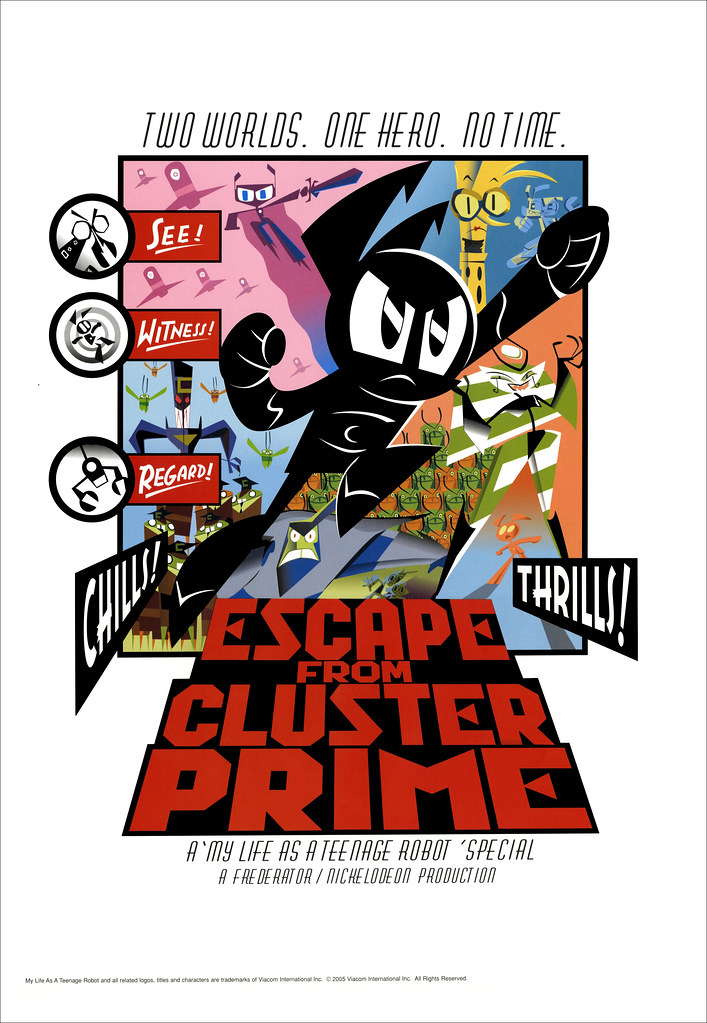 TWO WORLDS. ONE HERO. NO TIME.
SEE!
WITNESS!
REGARD!
CHILLS!
THRILLS!
ESCAPE
FROM
CLUSTER
PRIME
A 'MY LIFE AS A TEENAGE ROBOT' SPECIAL
A FREDERATOR / NICKELODEON PRODUCTION
My Life As A Teenage Robot and all related logos, titles and characters are trademarks of Viacom International Inc. © 2005 Viacom International Inc. All Rights Reserved.